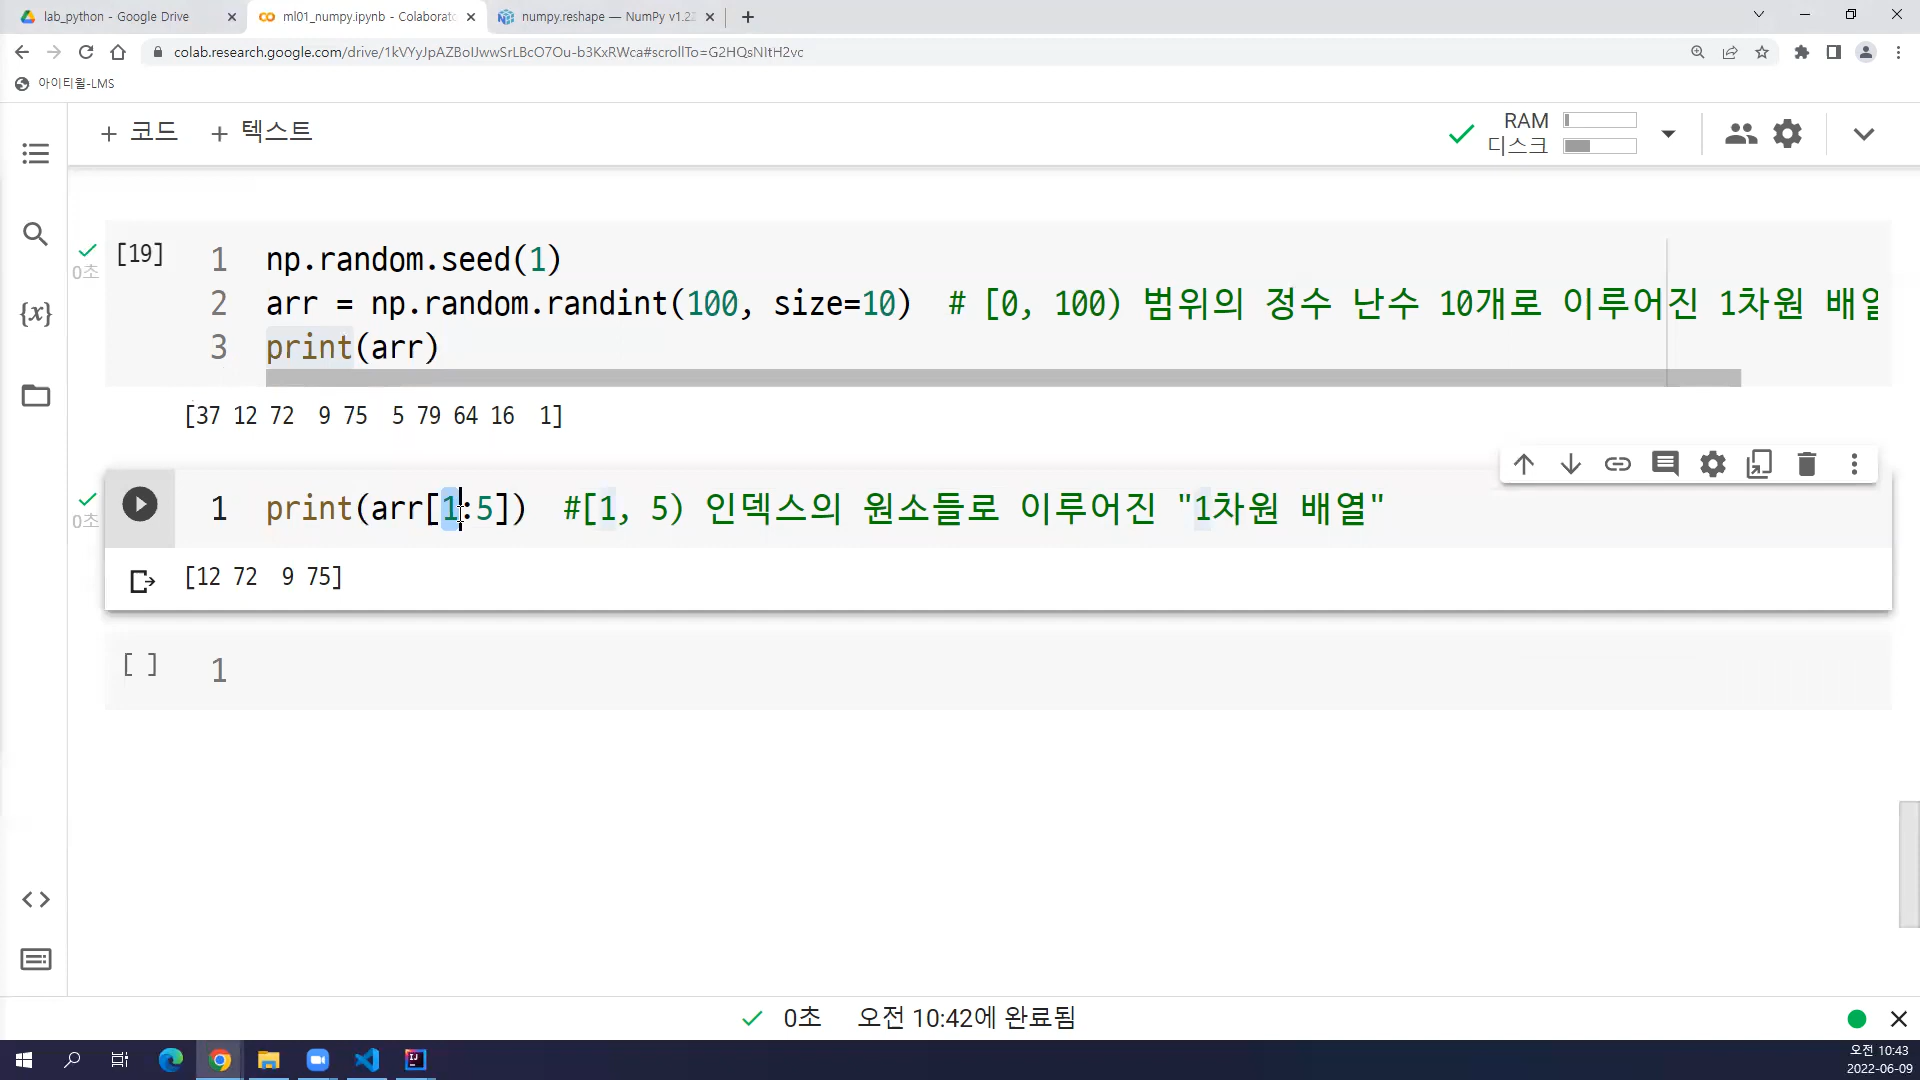 lab_python - Google Drive
ml01_numpy.ipynb - Colaborato
numpy.reshape — NumPy v1.22
colab.research.google.com/drive/1kVYyJpAZBoIJwwSrLBcO7Ou-b3KxRWca#scrollTo=G2HQsNItH2vc
아이티윌-LMS
+ 코드 + 텍스트
RAM
디스크
[19]
0초
1 np.random.seed(1)
2 arr = np.random.randint(100, size=10) # [0, 100) 범위의 정수 난수 10개로 이루어진 1차원 배열
3 print(arr)
[37 12 72 9 75 5 79 64 16 1]
0초
1 print(arr[1:5]) #[1, 5) 인덱스의 원소들로 이루어진 "1차원 배열"
[12 72 9 75]
[ ] 1
0초 오전 10:42에 완료됨
오전 10:43
2022-06-09